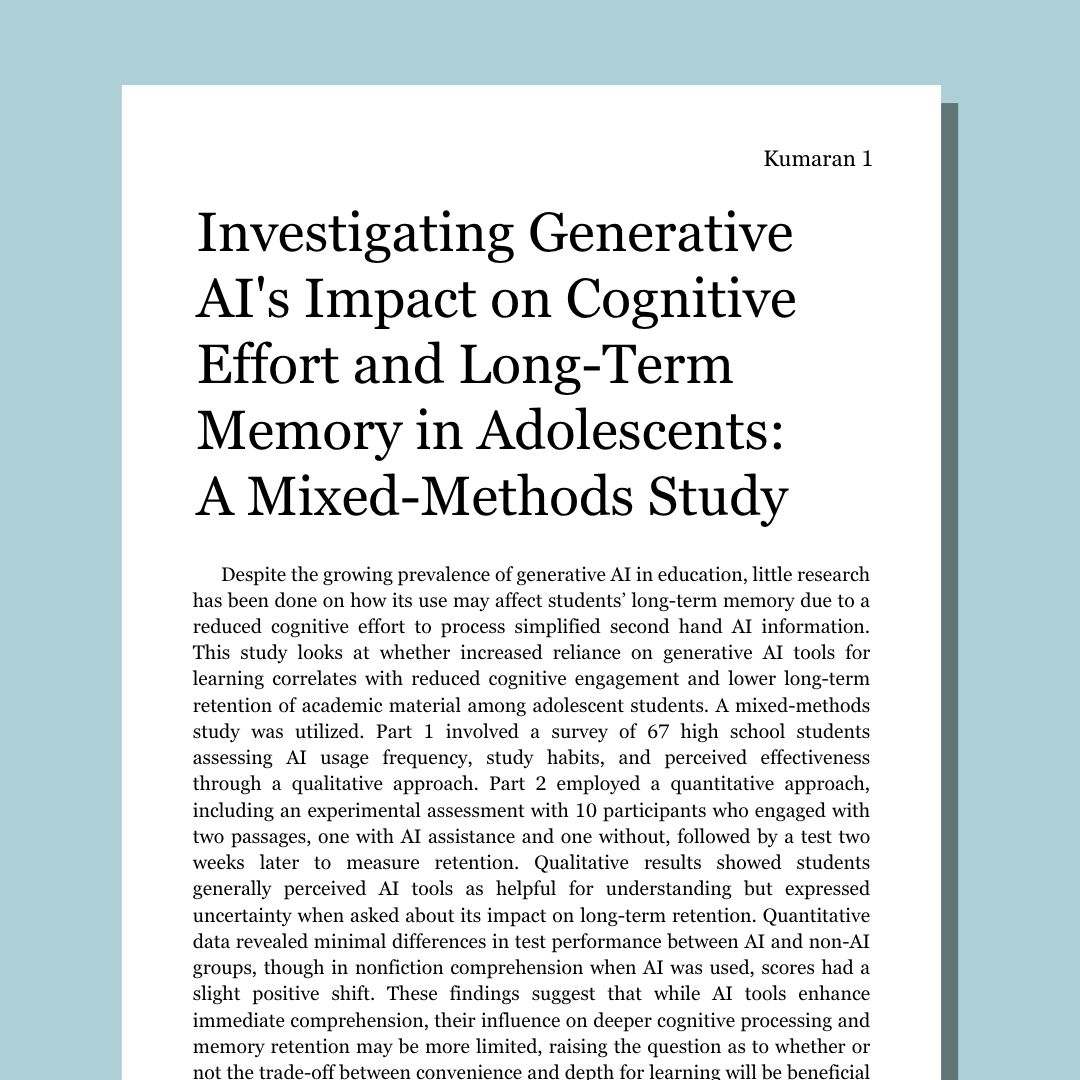 Kumaran 1
Investigating Generative
AI's Impact on Cognitive
Effort and Long-Term
Memory in Adolescents:
A Mixed-Methods Study
Despite the growing prevalence of generative AI in education, little research
has been done on how its use may affect students’ long-term memory due to a
reduced cognitive effort to process simplified second hand AI information.
This study looks at whether increased reliance on generative AI tools for
learning correlates with reduced cognitive engagement and lower long-term
retention of academic material among adolescent students. A mixed-methods
study was utilized. Part 1 involved a survey of 67 high school students
assessing AI usage frequency, study habits, and perceived effectiveness
through a qualitative approach. Part 2 employed a quantitative approach,
including an experimental assessment with 10 participants who engaged with
two passages, one with AI assistance and one without, followed by a test two
weeks later to measure retention. Qualitative results showed students
generally perceived AI tools as helpful for understanding but expressed
uncertainty when asked about its impact on long-term retention. Quantitative
data revealed minimal differences in test performance between AI and non-AI
groups, though in nonfiction comprehension when AI was used, scores had a
slight positive shift. These findings suggest that while AI tools enhance
immediate comprehension, their influence on deeper cognitive processing and
memory retention may be more limited, raising the question as to whether or
not the trade-off between convenience and depth for learning will be beneficial